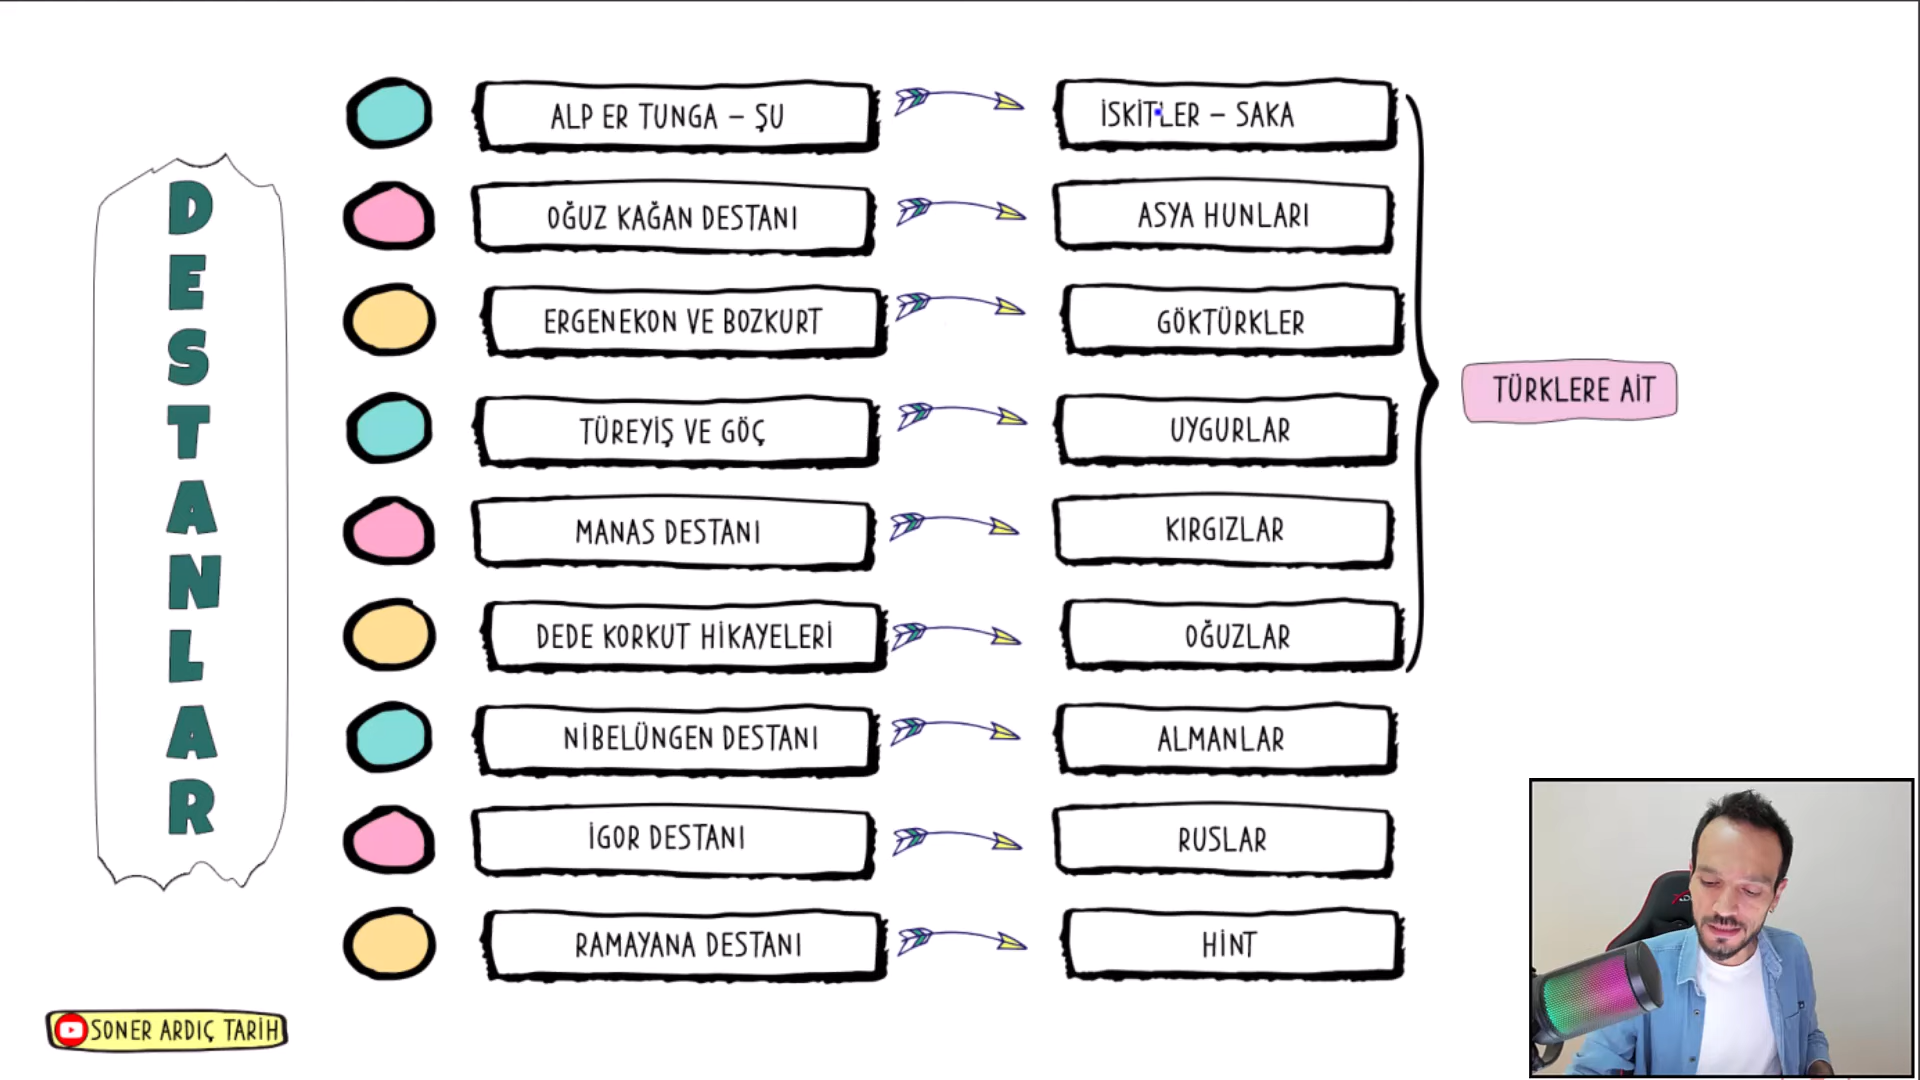 DESTANLAR
ALP ER TUNGA – ŞU
İSKİTLER – SAKA
OĞUZ KAĞAN DESTANI
ASYA HUNLARI
ERGENEKON VE BOZKURT
GÖKTÜRKLER
TÜREYİŞ VE GÖÇ
UYGURLAR
MANAS DESTANI
KIRGIZLAR
DEDE KORKUT HİKAYELERİ
OĞUZLAR
TÜRKLERE AİT
NİBELÜNGEN DESTANI
ALMANLAR
İGOR DESTANI
RUSLAR
RAMAYANA DESTANI
HİNT
SONER ARDIÇ TARİH